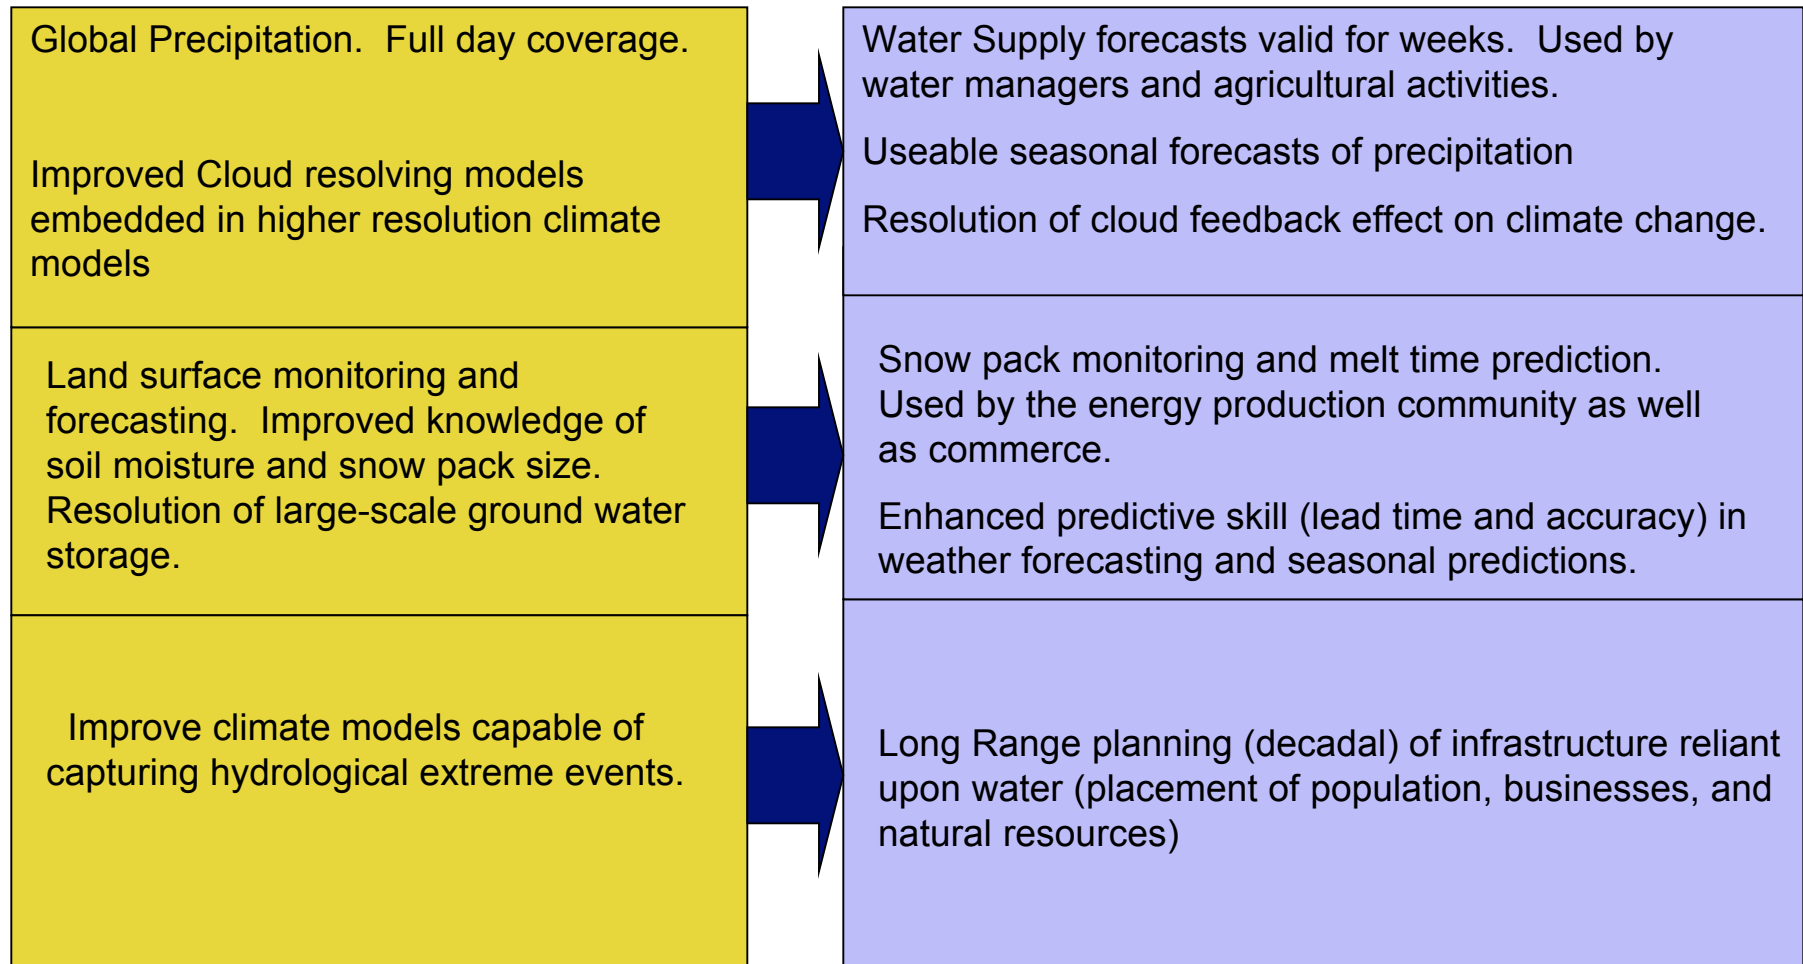 Global Precipitation.  Full day coverage.
Improved Cloud resolving models
embedded in higher resolution climate
models
Water Supply forecasts valid for weeks.  Used by
water managers and agricultural activities.
Useable seasonal forecasts of precipitation
Resolution of cloud feedback effect on climate change.
Land surface monitoring and
forecasting.  Improved knowledge of
soil moisture and snow pack size.
Resolution of large-scale ground water
storage.
Snow pack monitoring and melt time prediction.
Used by the energy production community as well
as commerce.
Enhanced predictive skill (lead time and accuracy) in
weather forecasting and seasonal predictions.
Improve climate models capable of
capturing hydrological extreme events.
Long Range planning (decadal) of infrastructure reliant
upon water (placement of population, businesses, and
natural resources)